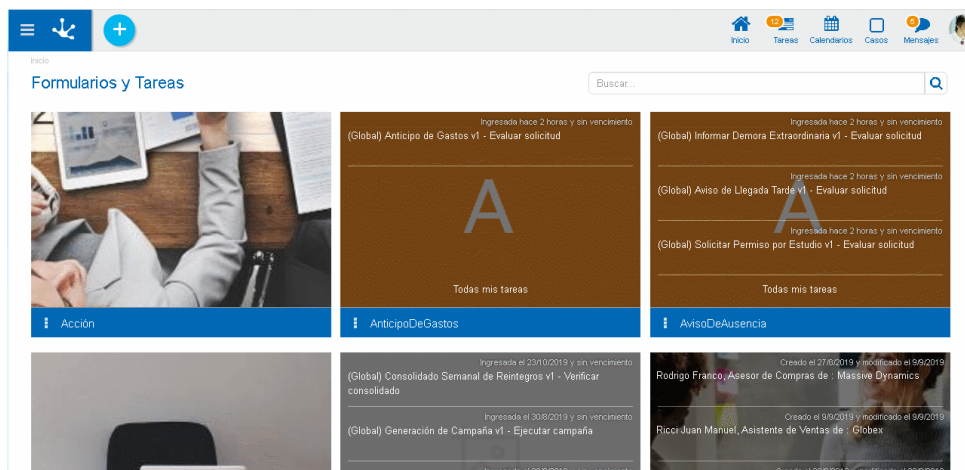 12
5
Inicio
Tareas
Calendarios
Casos
Mensajes
Inicio
Formularios y Tareas
Buscar...
Ingresada hace 2 horas y sin vencimiento
(Global) Anticipo de Gastos v1 - Evaluar solicitud
A
Todas mis tareas
Ingresada hace 2 horas y sin vencimiento
(Global) Informar Demora Extraordinaria v1 - Evaluar solicitud
Ingresada hace 2 horas y sin vencimiento
(Global) Aviso de Llegada Tarde v1 - Evaluar solicitud
A
Ingresada hace 2 horas y sin vencimiento
(Global) Solicitar Permiso por Estudio v1 - Evaluar solicitud
Todas mis tareas
Acción
AnticipoDeGastos
AvisoDeAusencia
Ingresada el 23/10/2019 y sin vencimiento
(Global) Consolidado Semanal de Reintegros v1 - Verificar
consolidado
Ingresada el 30/8/2019 y sin vencimiento
(Global) Generación de Campaña v1 - Ejecutar campaña
Creado el 27/8/2019 y modificado el 9/9/2019
Rodrigo Franco, Asesor de Compras de : Massive Dynamics
Creado el 9/9/2019 y modificado el 9/9/2019
Ricci Juan Manuel, Asistente de Ventas de : Globex